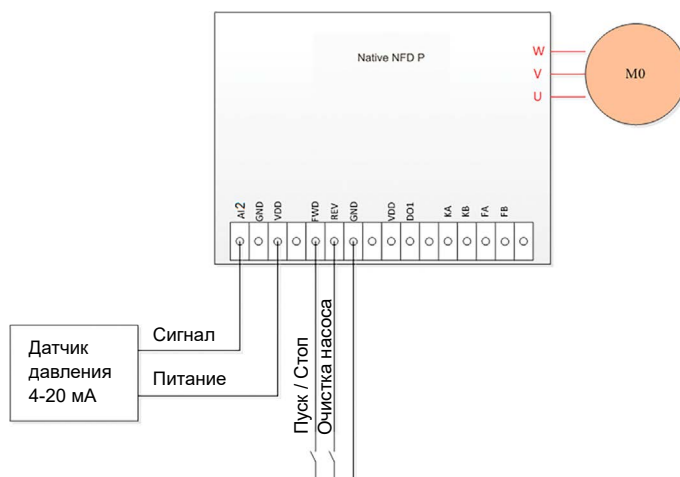 Native NFD P
W
V
U
M0
AI2
GND
VDD
FWD
REV
GND
VDD
DO1
KA
KB
FA
FB
Датчик
давления
4-20 мА
Сигнал
Питание
Пуск / Стоп
Очистка насоса